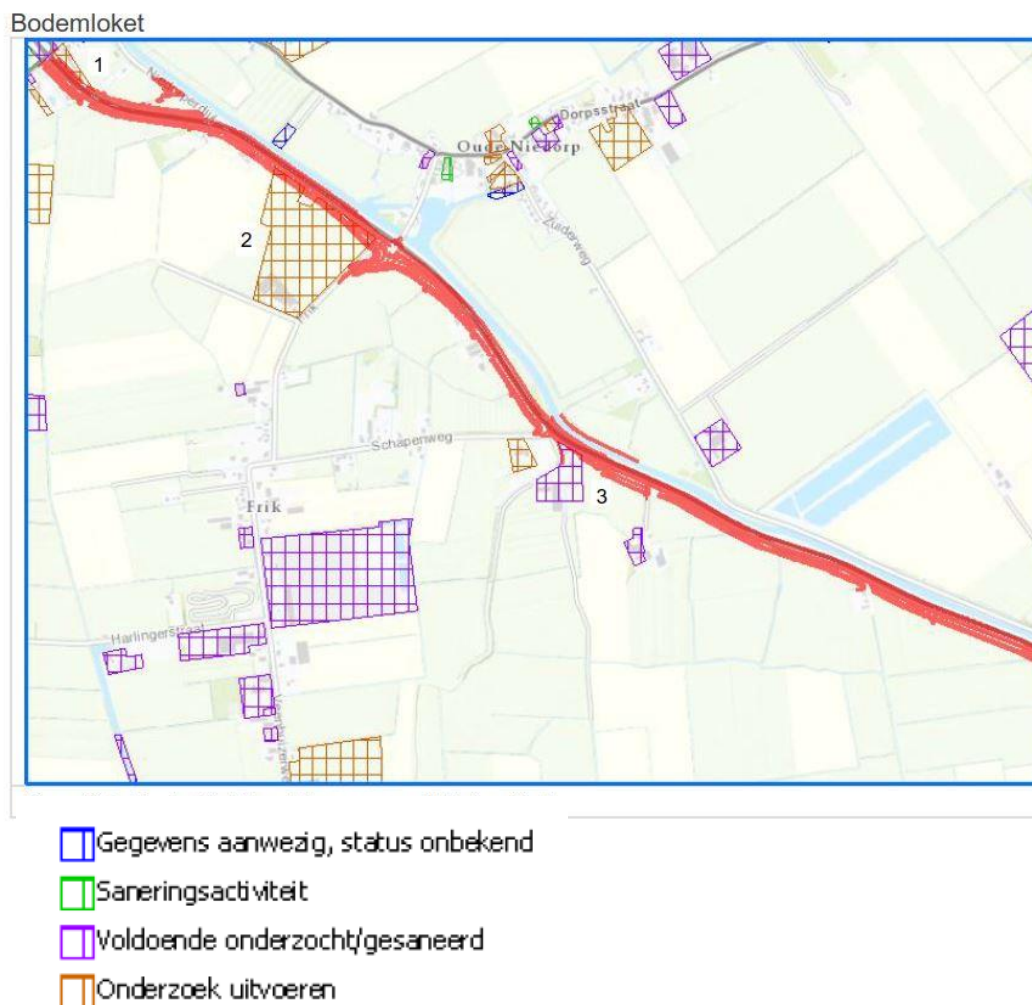 Bodemloket
1
Dorpsstraat
Oude Niedorp
2
Zuiderweg
Frik
Schapenweg
3
Frik
Harlingerstraat
Gegevens aanwezig, status onbekend
Saneringsactiviteit
Voldoende onderzocht/gesaneerd
Onderzoek uitvoeren